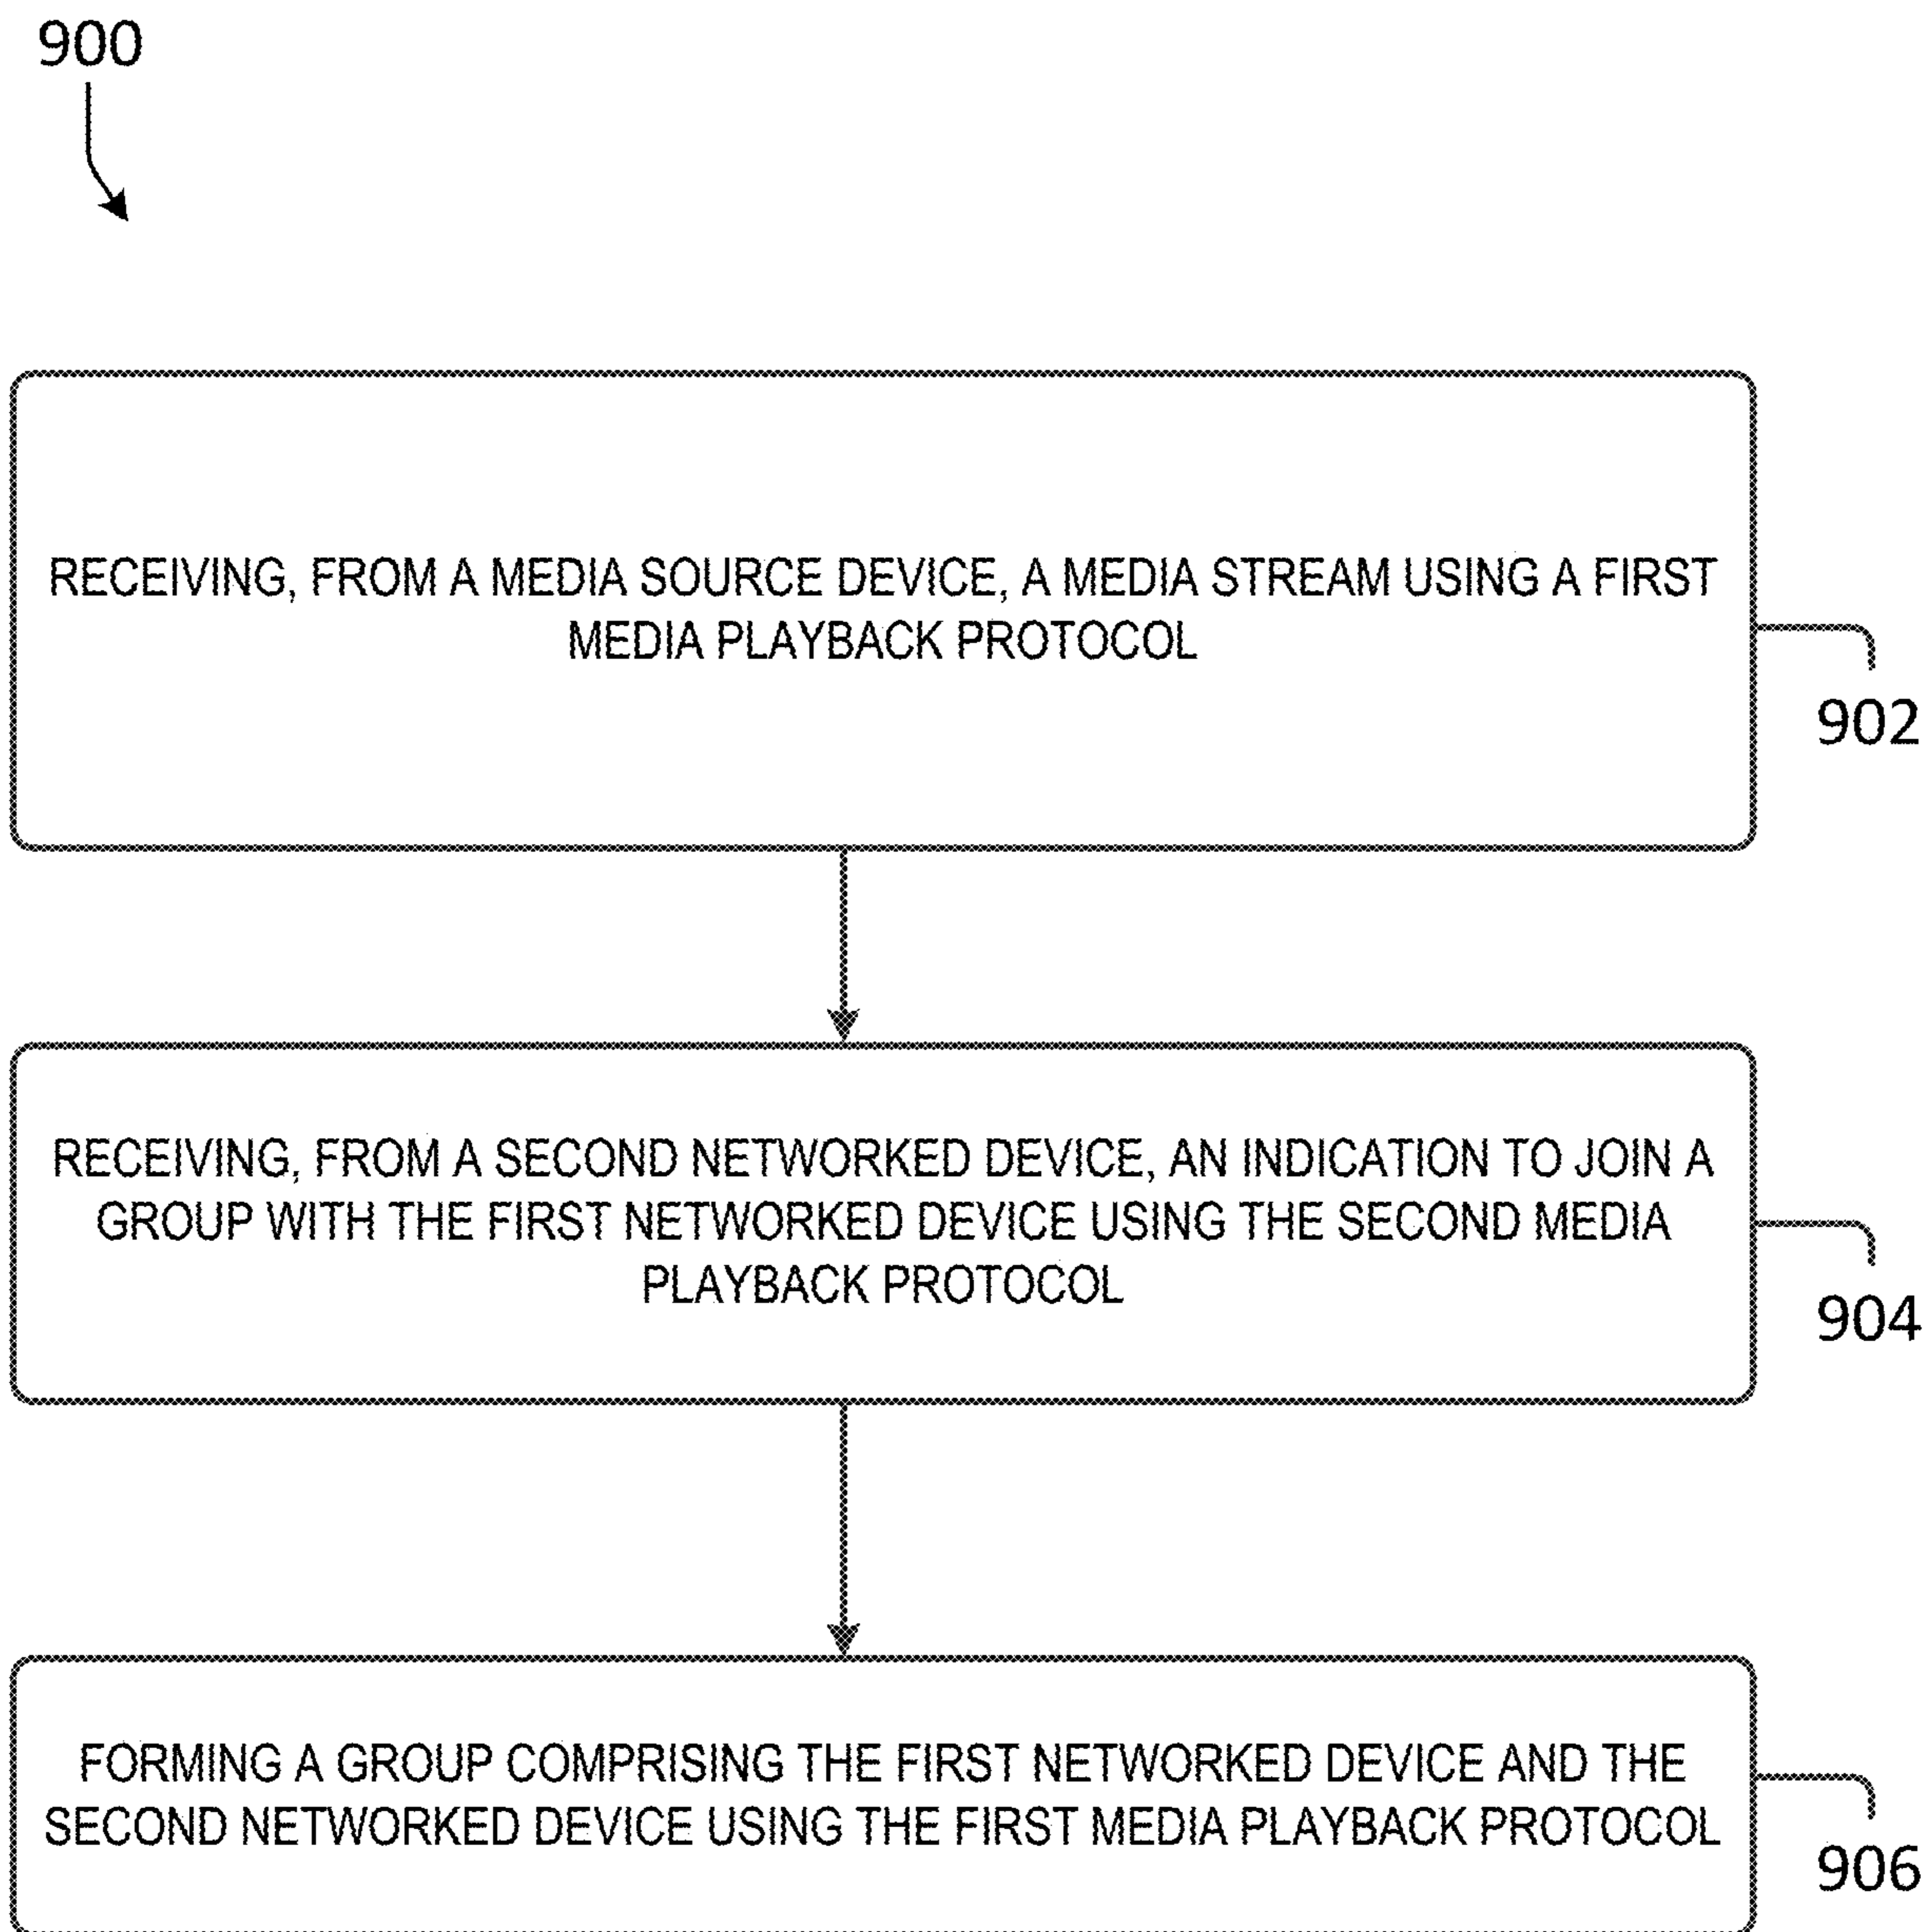 900
RECEIVING, FROM A MEDIA SOURCE DEVICE, A MEDIA STREAM USING A FIRST
MEDIA PLAYBACK PROTOCOL
902
RECEIVING, FROM A SECOND NETWORKED DEVICE, AN INDICATION TO JOIN A
GROUP WITH THE FIRST NETWORKED DEVICE USING THE SECOND MEDIA
PLAYBACK PROTOCOL
904
FORMING A GROUP COMPRISING THE FIRST NETWORKED DEVICE AND THE
SECOND NETWORKED DEVICE USING THE FIRST MEDIA PLAYBACK PROTOCOL
906